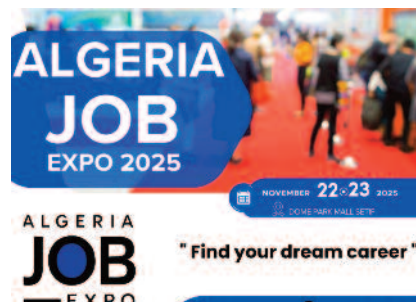 ALGERIA
JOB
EXPO 2025
NOVEMBER 22-23 2025
DOME PARK MALL SETIF
ALGERIA
JOB
EXPO
" Find your dream career "